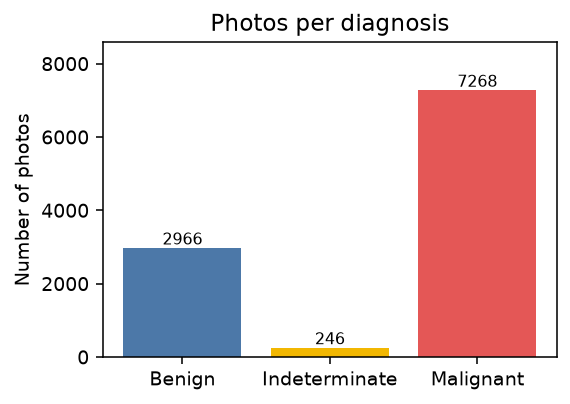 Photos per diagnosis
Number of photos
8000
6000
4000
2000
0
2966
246
7268
Benign
Indeterminate
Malignant